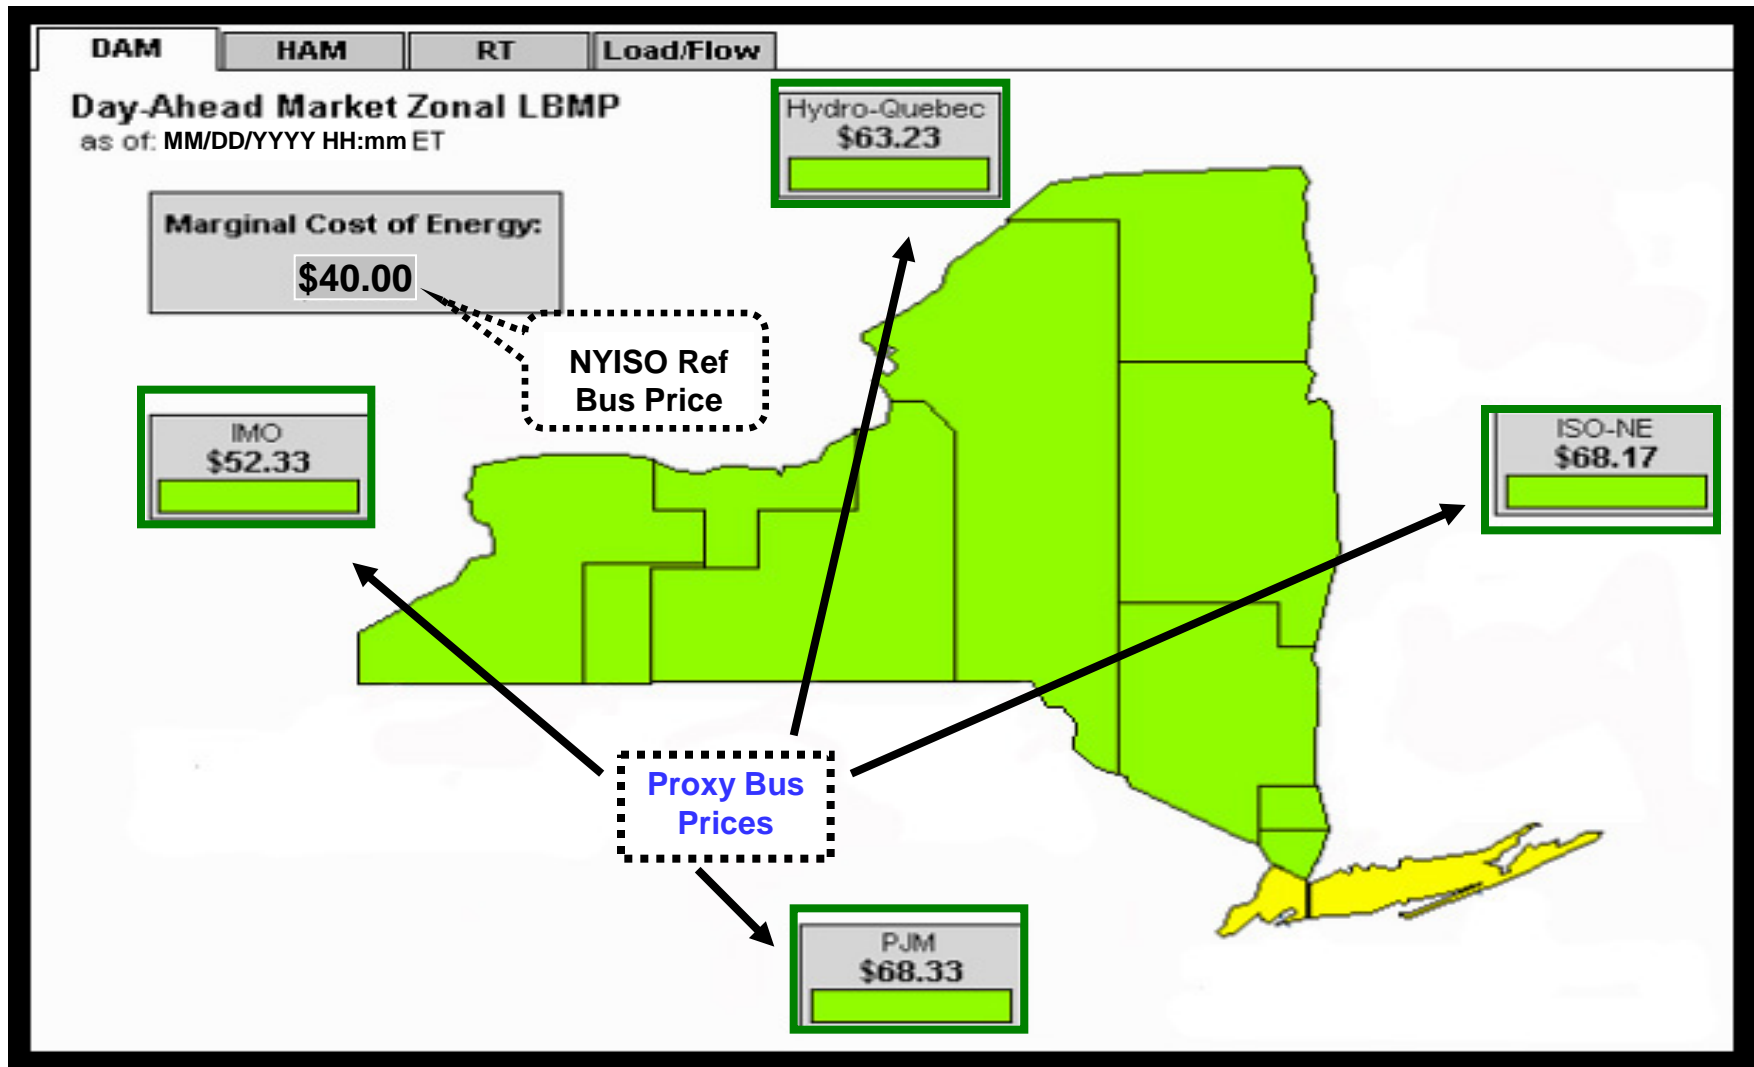 DAM HAM RT Load/Flow
Day-Ahead Market Zonal LBMP
as of: MM/DD/YYYY HH:mm ET
Hydro-Quebec
$63.23
Marginal Cost of Energy:
$40.00
NYISO Ref
Bus Price
IMO
$52.33
ISO-NE
$68.17
Proxy Bus
Prices
PJM
$68.33